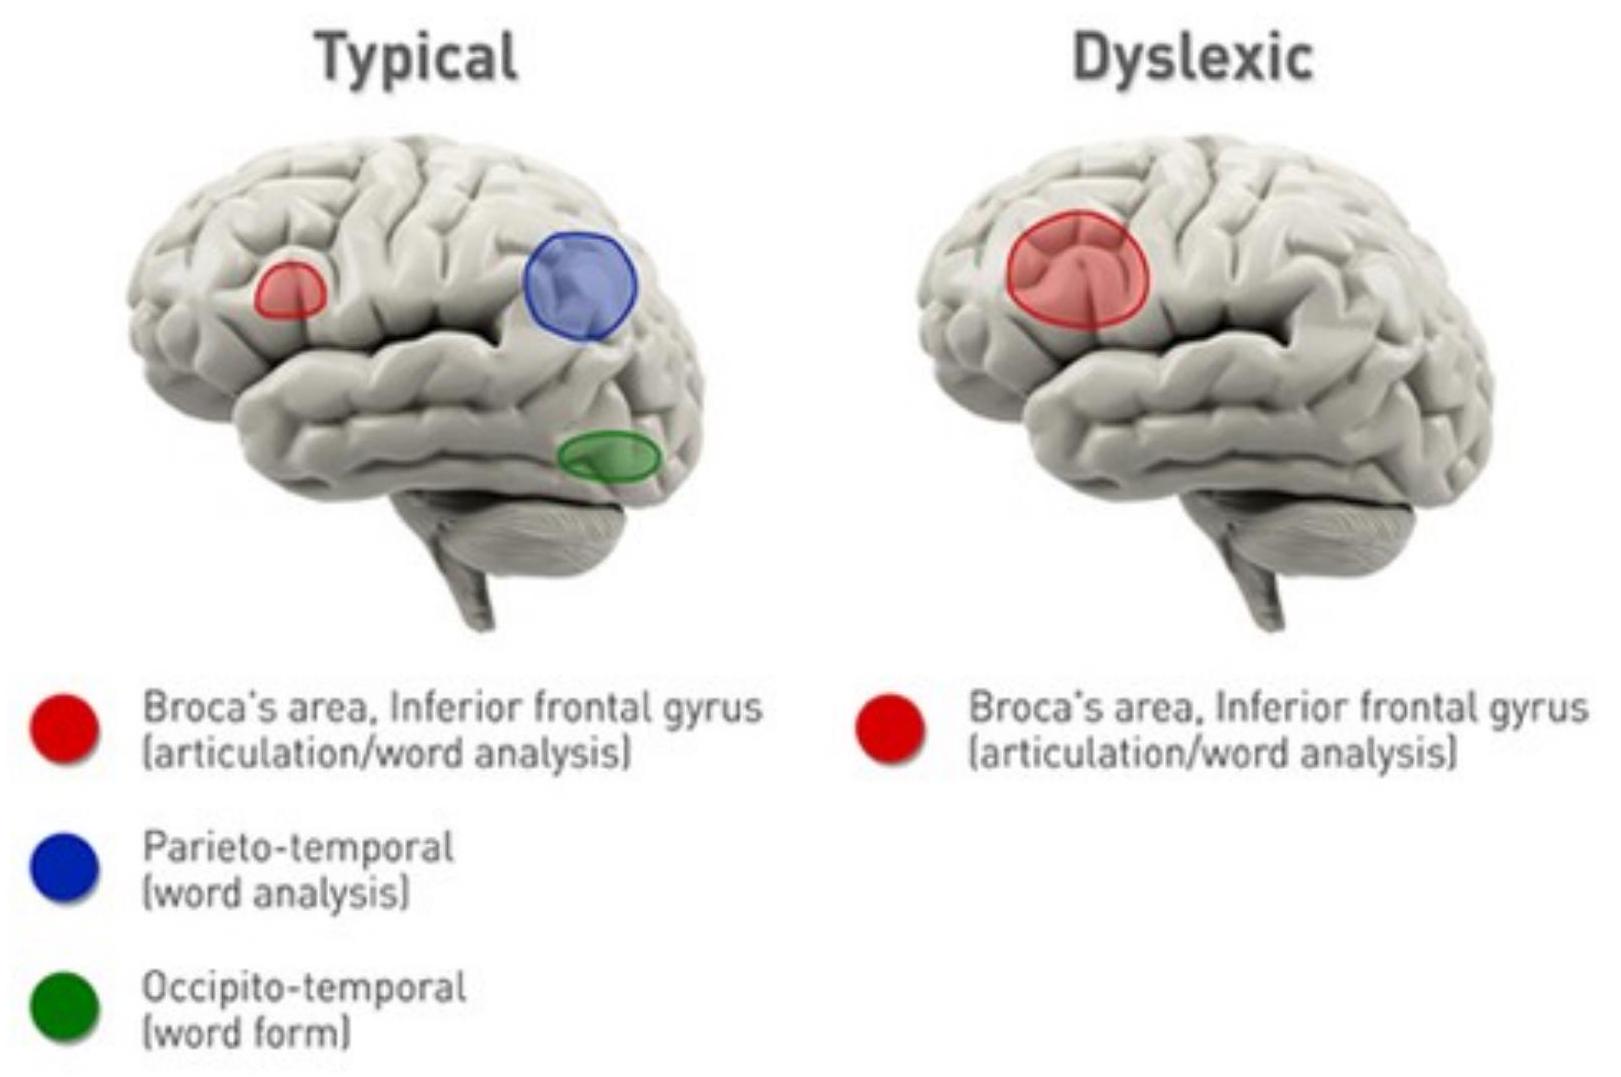 Typical
Dyslexic
Broca's area, Inferior frontal gyrus
(articulation/word analysis)
Parieto-temporal
(word analysis)
Occipito-temporal
(word form)
Broca's area, Inferior frontal gyrus
(articulation/word analysis)